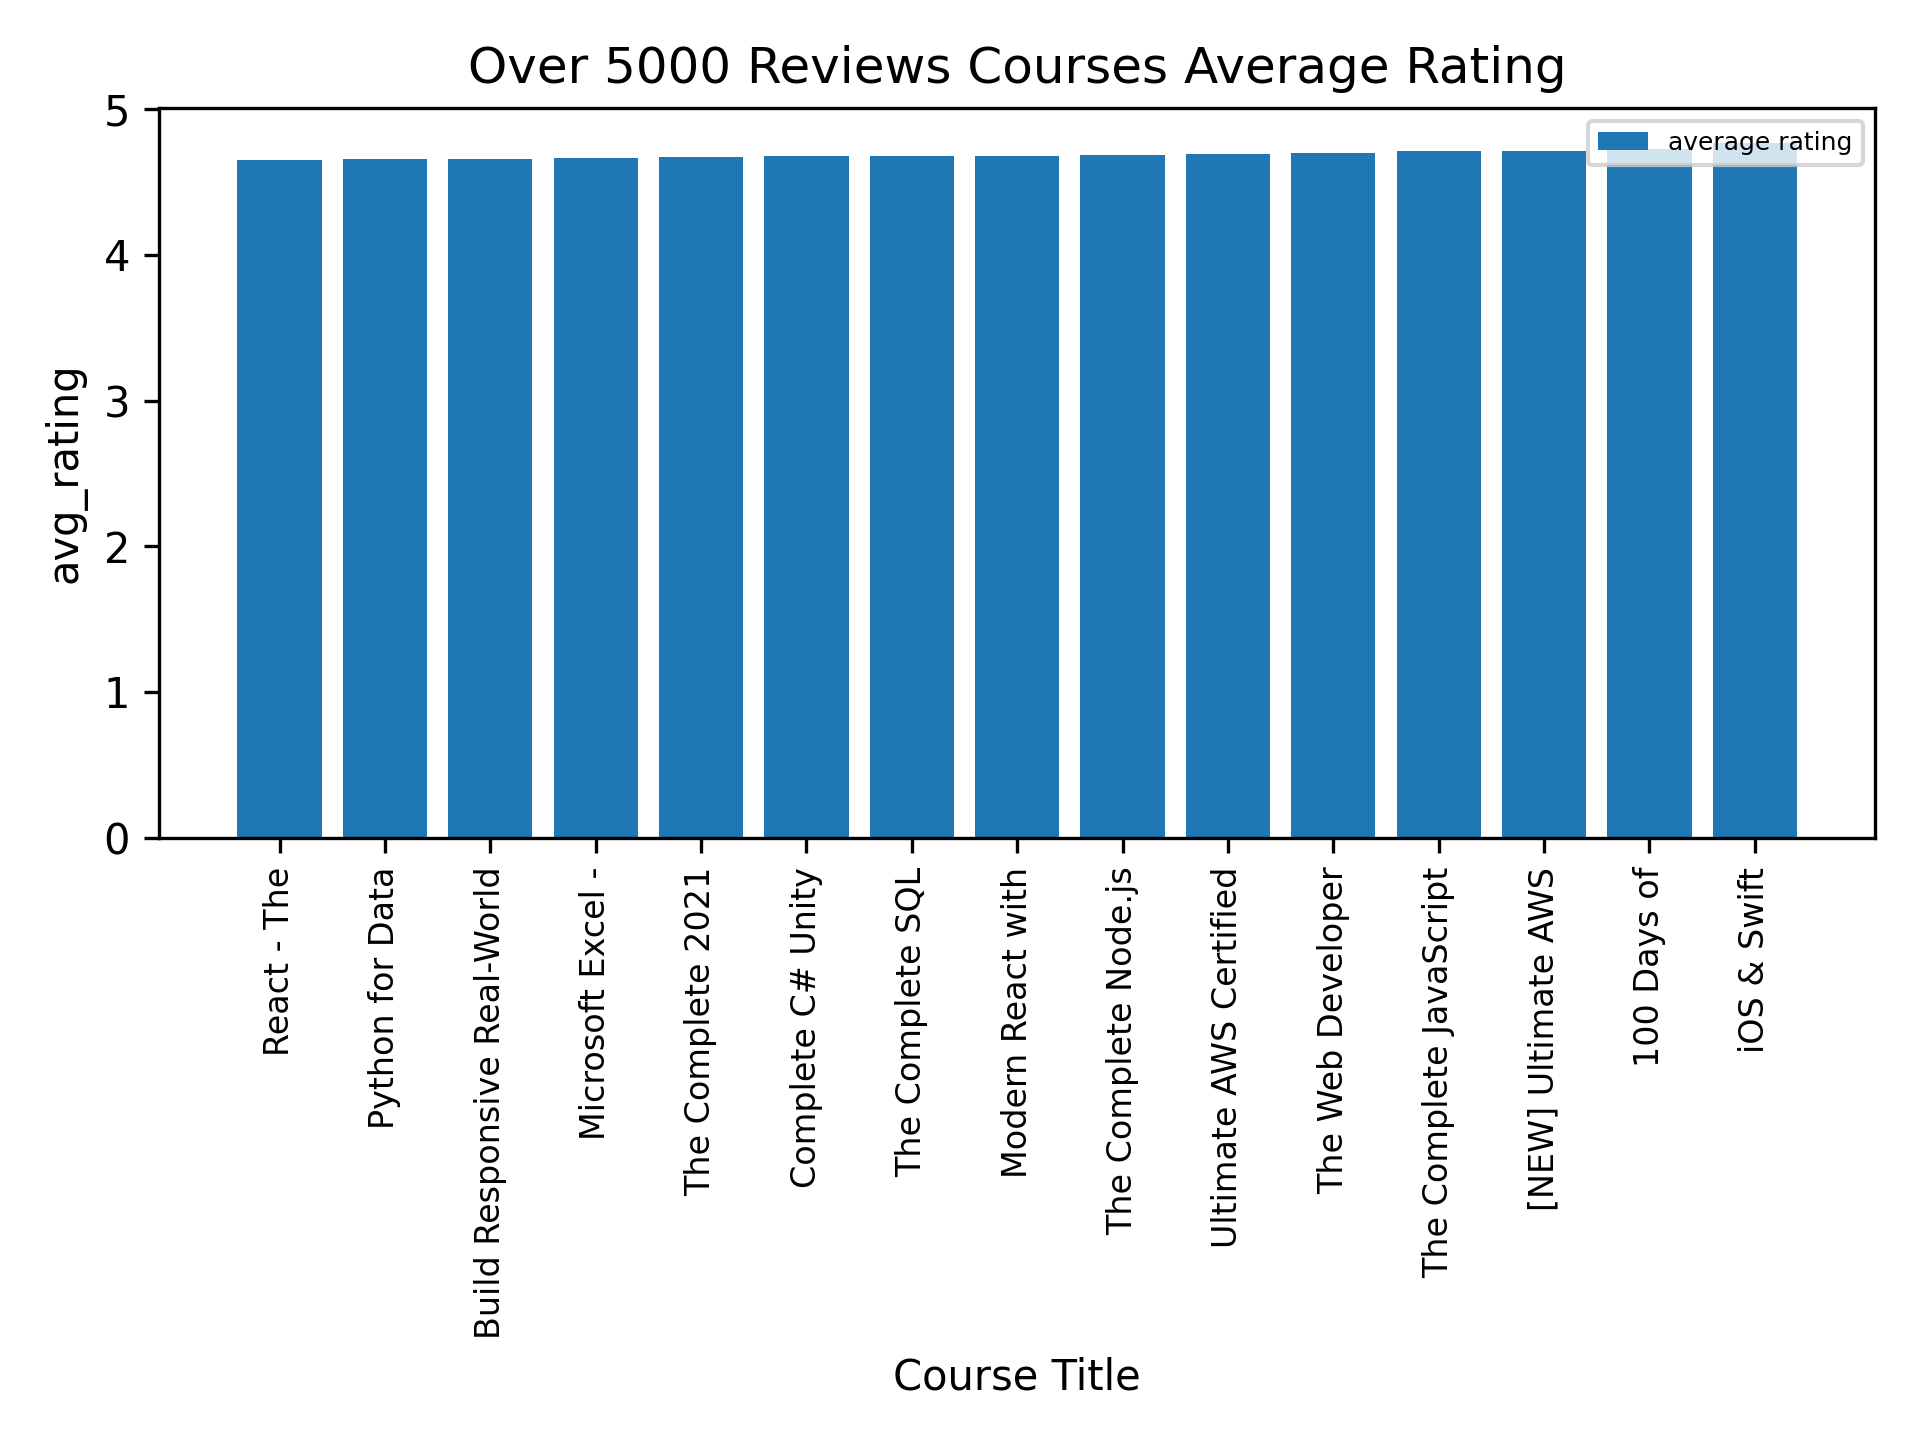 Over 5000 Reviews Courses Average Rating
average rating
avg_rating
5
4
3
2
1
0
React - The
Python for Data
Build Responsive Real-World
Microsoft Excel -
The Complete 2021
Complete C# Unity
The Complete SQL
Modern React with
The Complete Node.js
Ultimate AWS Certified
The Web Developer
The Complete JavaScript
[NEW] Ultimate AWS
100 Days of
iOS & Swift
Course Title